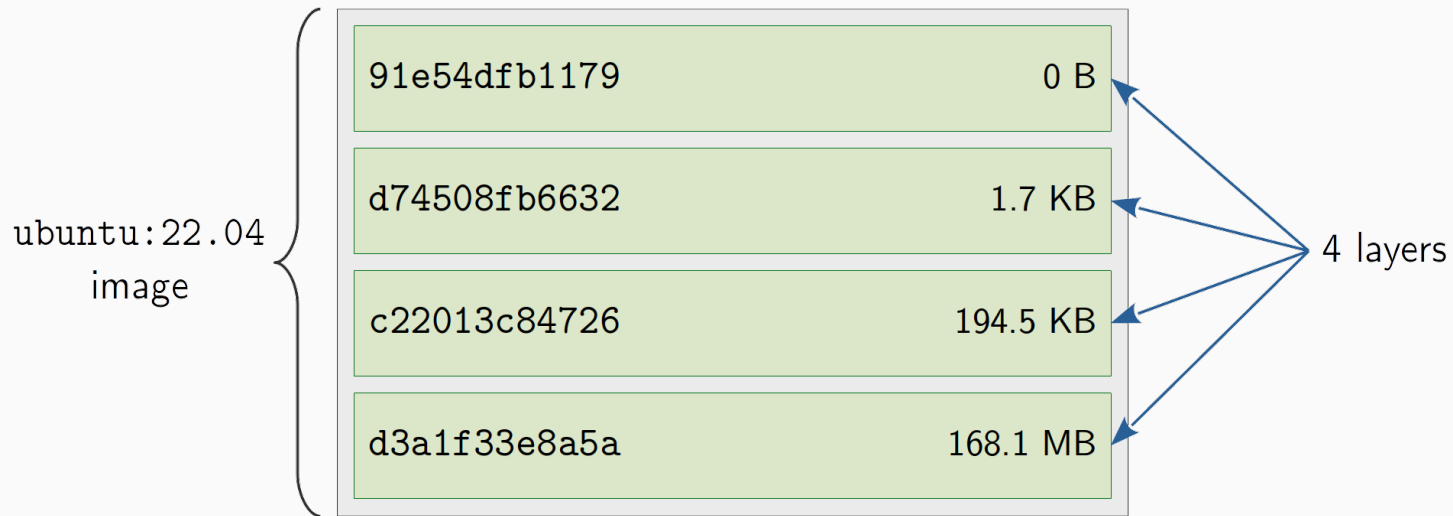 91e54dfb1179 0 B
d74508fb6632 1.7 KB
ubuntu:22.04
image
4 layers
c22013c84726 194.5 KB
d3a1f33e8a5a 168.1 MB